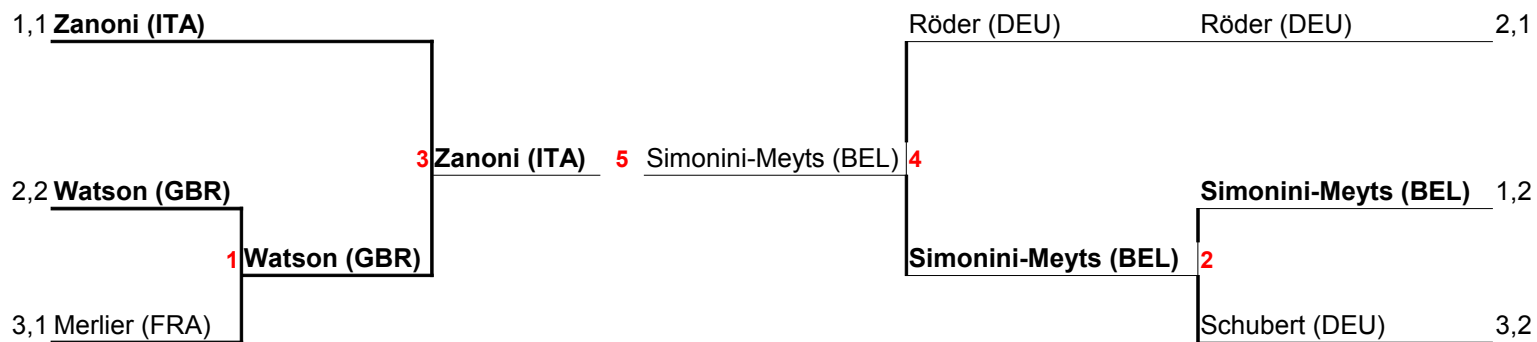 1,1 Zanoni (ITA) Röder (DEU) Röder (DEU) 2,1
3 Zanoni (ITA) 5 Simonini-Meyts (BEL) 4
2,2 Watson (GBR) Simonini-Meyts (BEL) 1,2
1 Watson (GBR) Simonini-Meyts (BEL) 2
3,1 Merlier (FRA) Schubert (DEU) 3,2